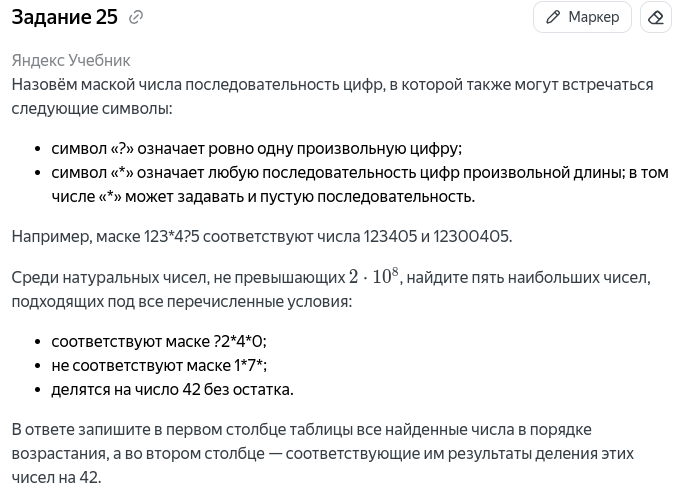 Задание 25
Маркер
Яндекс Учебник
Назовём маской числа последовательность цифр, в которой также могут встречаться
следующие символы:
• символ «?» означает ровно одну произвольную цифру;
• символ «*» означает любую последовательность цифр произвольной длины; в том
числе «*» может задавать и пустую последовательность.
Например, маске 123*4?5 соответствуют числа 123405 и 12300405.
Среди натуральных чисел, не превышающих 2 · 10⁸, найдите пять наибольших чисел,
подходящих под все перечисленные условия:
• соответствуют маске ?2*4*0;
• не соответствуют маске 1*7*;
• делятся на число 42 без остатка.
В ответе запишите в первом столбце таблицы все найденные числа в порядке
возрастания, а во втором столбце — соответствующие им результаты деления этих
чисел на 42.